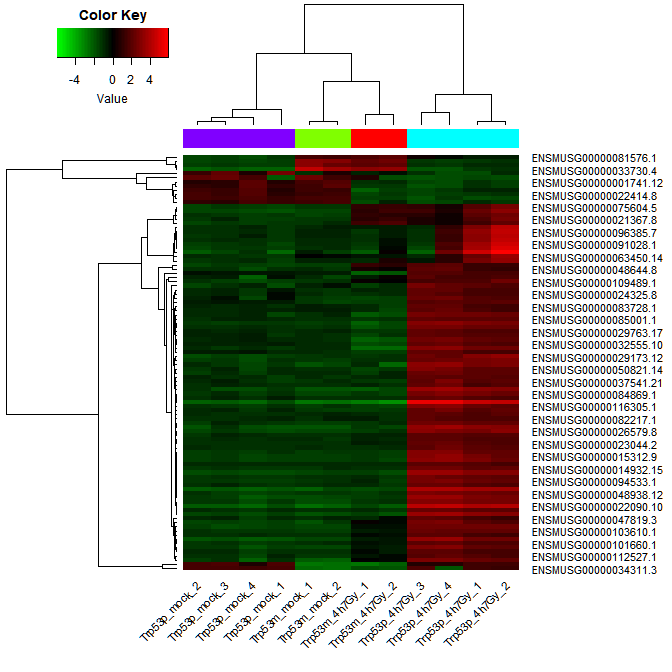 Color Key
-4 0 2 4
Value
ENSMUSG00000081576.1
ENSMUSG00000033730.4
ENSMUSG00000001741.12
ENSMUSG00000022414.8
ENSMUSG00000075604.5
ENSMUSG00000021367.8
ENSMUSG00000096385.7
ENSMUSG00000091028.1
ENSMUSG00000063450.14
ENSMUSG00000048644.8
ENSMUSG00000109489.1
ENSMUSG00000024325.8
ENSMUSG00000083728.1
ENSMUSG00000085001.1
ENSMUSG00000029763.17
ENSMUSG00000032555.10
ENSMUSG00000029173.12
ENSMUSG00000050821.14
ENSMUSG00000037541.21
ENSMUSG00000084869.1
ENSMUSG00000116305.1
ENSMUSG00000082217.1
ENSMUSG00000026579.8
ENSMUSG00000023044.2
ENSMUSG00000015312.9
ENSMUSG00000014932.15
ENSMUSG00000094533.1
ENSMUSG00000048938.12
ENSMUSG00000022090.10
ENSMUSG00000047819.3
ENSMUSG00000103610.1
ENSMUSG00000101660.1
ENSMUSG00000112527.1
ENSMUSG00000034311.3
Trp53p_mock_2
Trp53p_mock_3
Trp53p_mock_4
Trp53p_mock_1
Trp53m_mock_1
Trp53m_mock_2
Trp53m_4h7Gy_1
Trp53m_4h7Gy_2
Trp53p_4h7Gy_3
Trp53p_4h7Gy_4
Trp53p_4h7Gy_1
Trp53p_4h7Gy_2